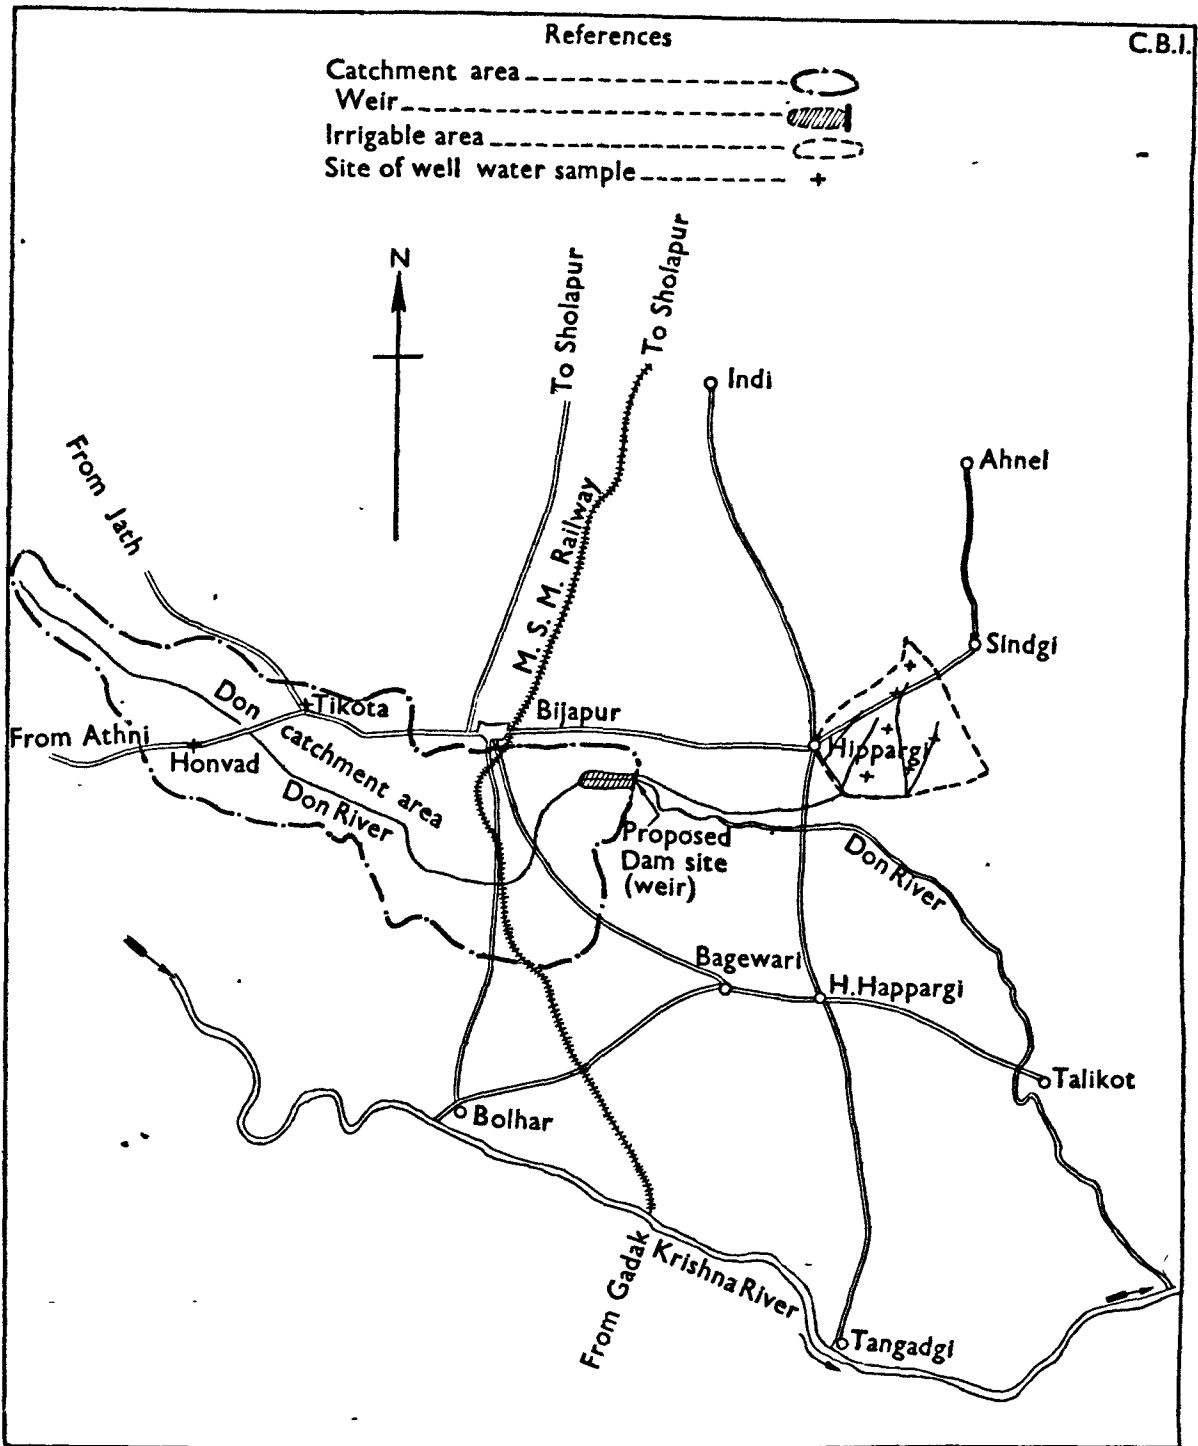 References
C.B.I.
Catchment area
Weir
Irrigable area
Site of well water sample
N
To Sholapur
To Sholapur
Indi
Ahnel
From Jath
M. S. M. Railway
Sindgi
Tikota
Don
catchment area
Bijapur
From Athni
Honvad
Hippargi
Don River
Proposed
Dam site
(weir)
Don River
Bagewari
H.Happargi
Talikot
Bolhar
From Gadak
Krishna River
Tangadgi